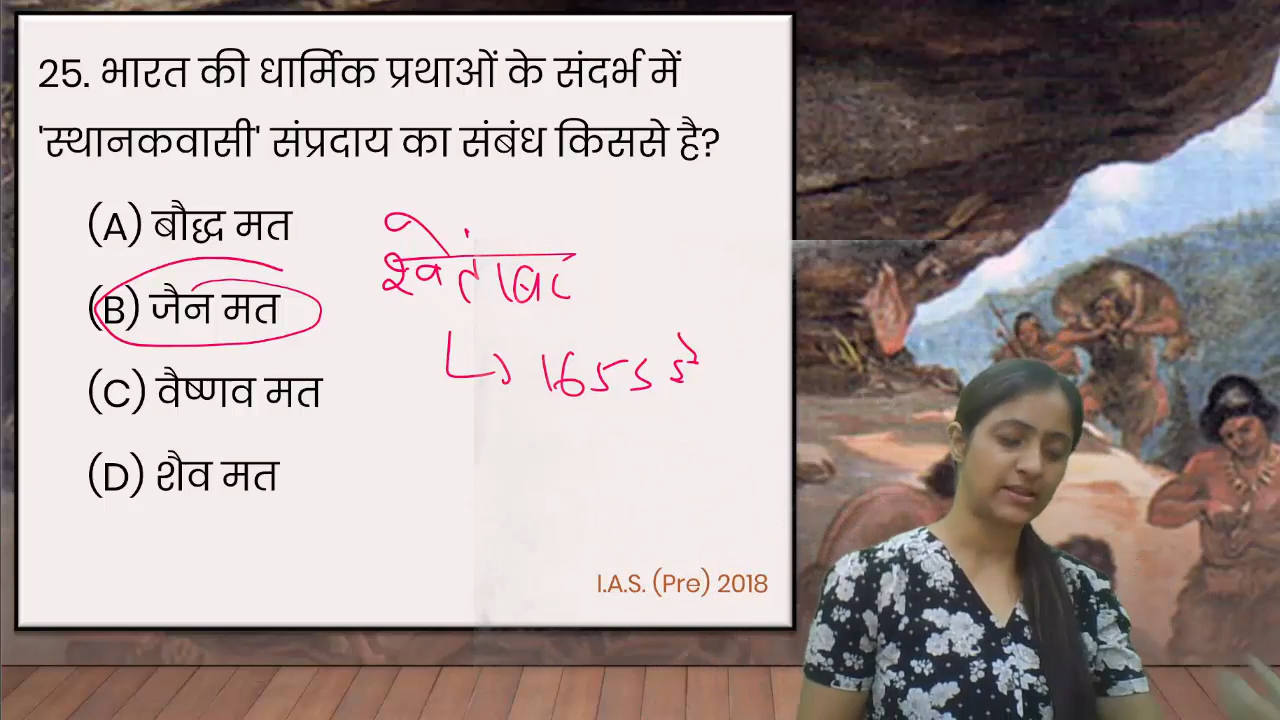 25. भारत की धार्मिक प्रथाओं के संदर्भ में
'स्थानकवासी' संप्रदाय का संबंध किससे है?
(A) बौद्ध मत
(B) जैन मत
(C) वैष्णव मत
(D) शैव मत
श्वेतांबर
1655 ई
I.A.S. (Pre) 2018